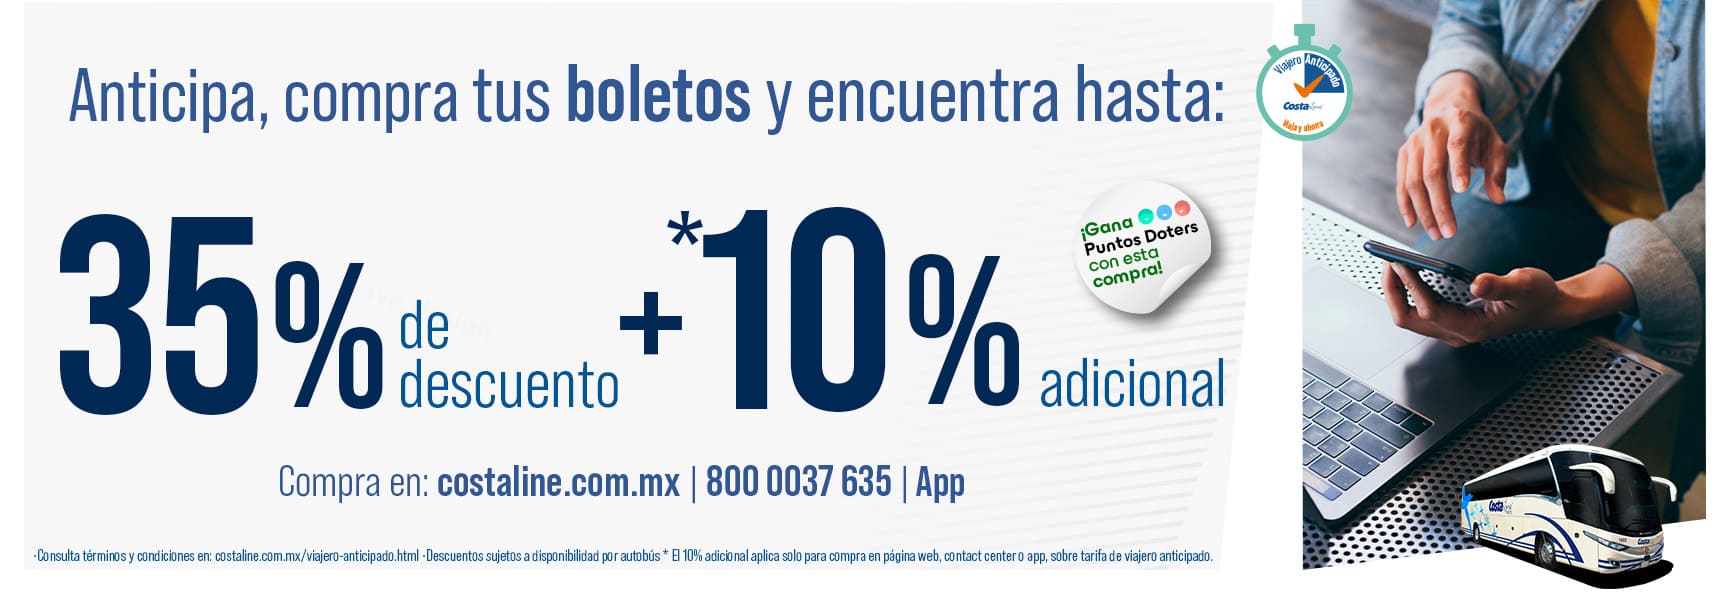 Anticipa, compra tus boletos y encuentra hasta:
Viajero Anticipado
Costa Line
Viaja y ahorra
35% de descuento + *10% adicional
¡Gana
Puntos Doters
con esta
compra!
Compra en: costaline.com.mx | 800 0037 635 | App
·Consulta términos y condiciones en: costaline.com.mx/viajero-anticipado.html ·Descuentos sujetos a disponibilidad por autobús * El 10% adicional aplica solo para compra en página web, contact center o app, sobre tarifa de viajero anticipado.
Costa
Costa